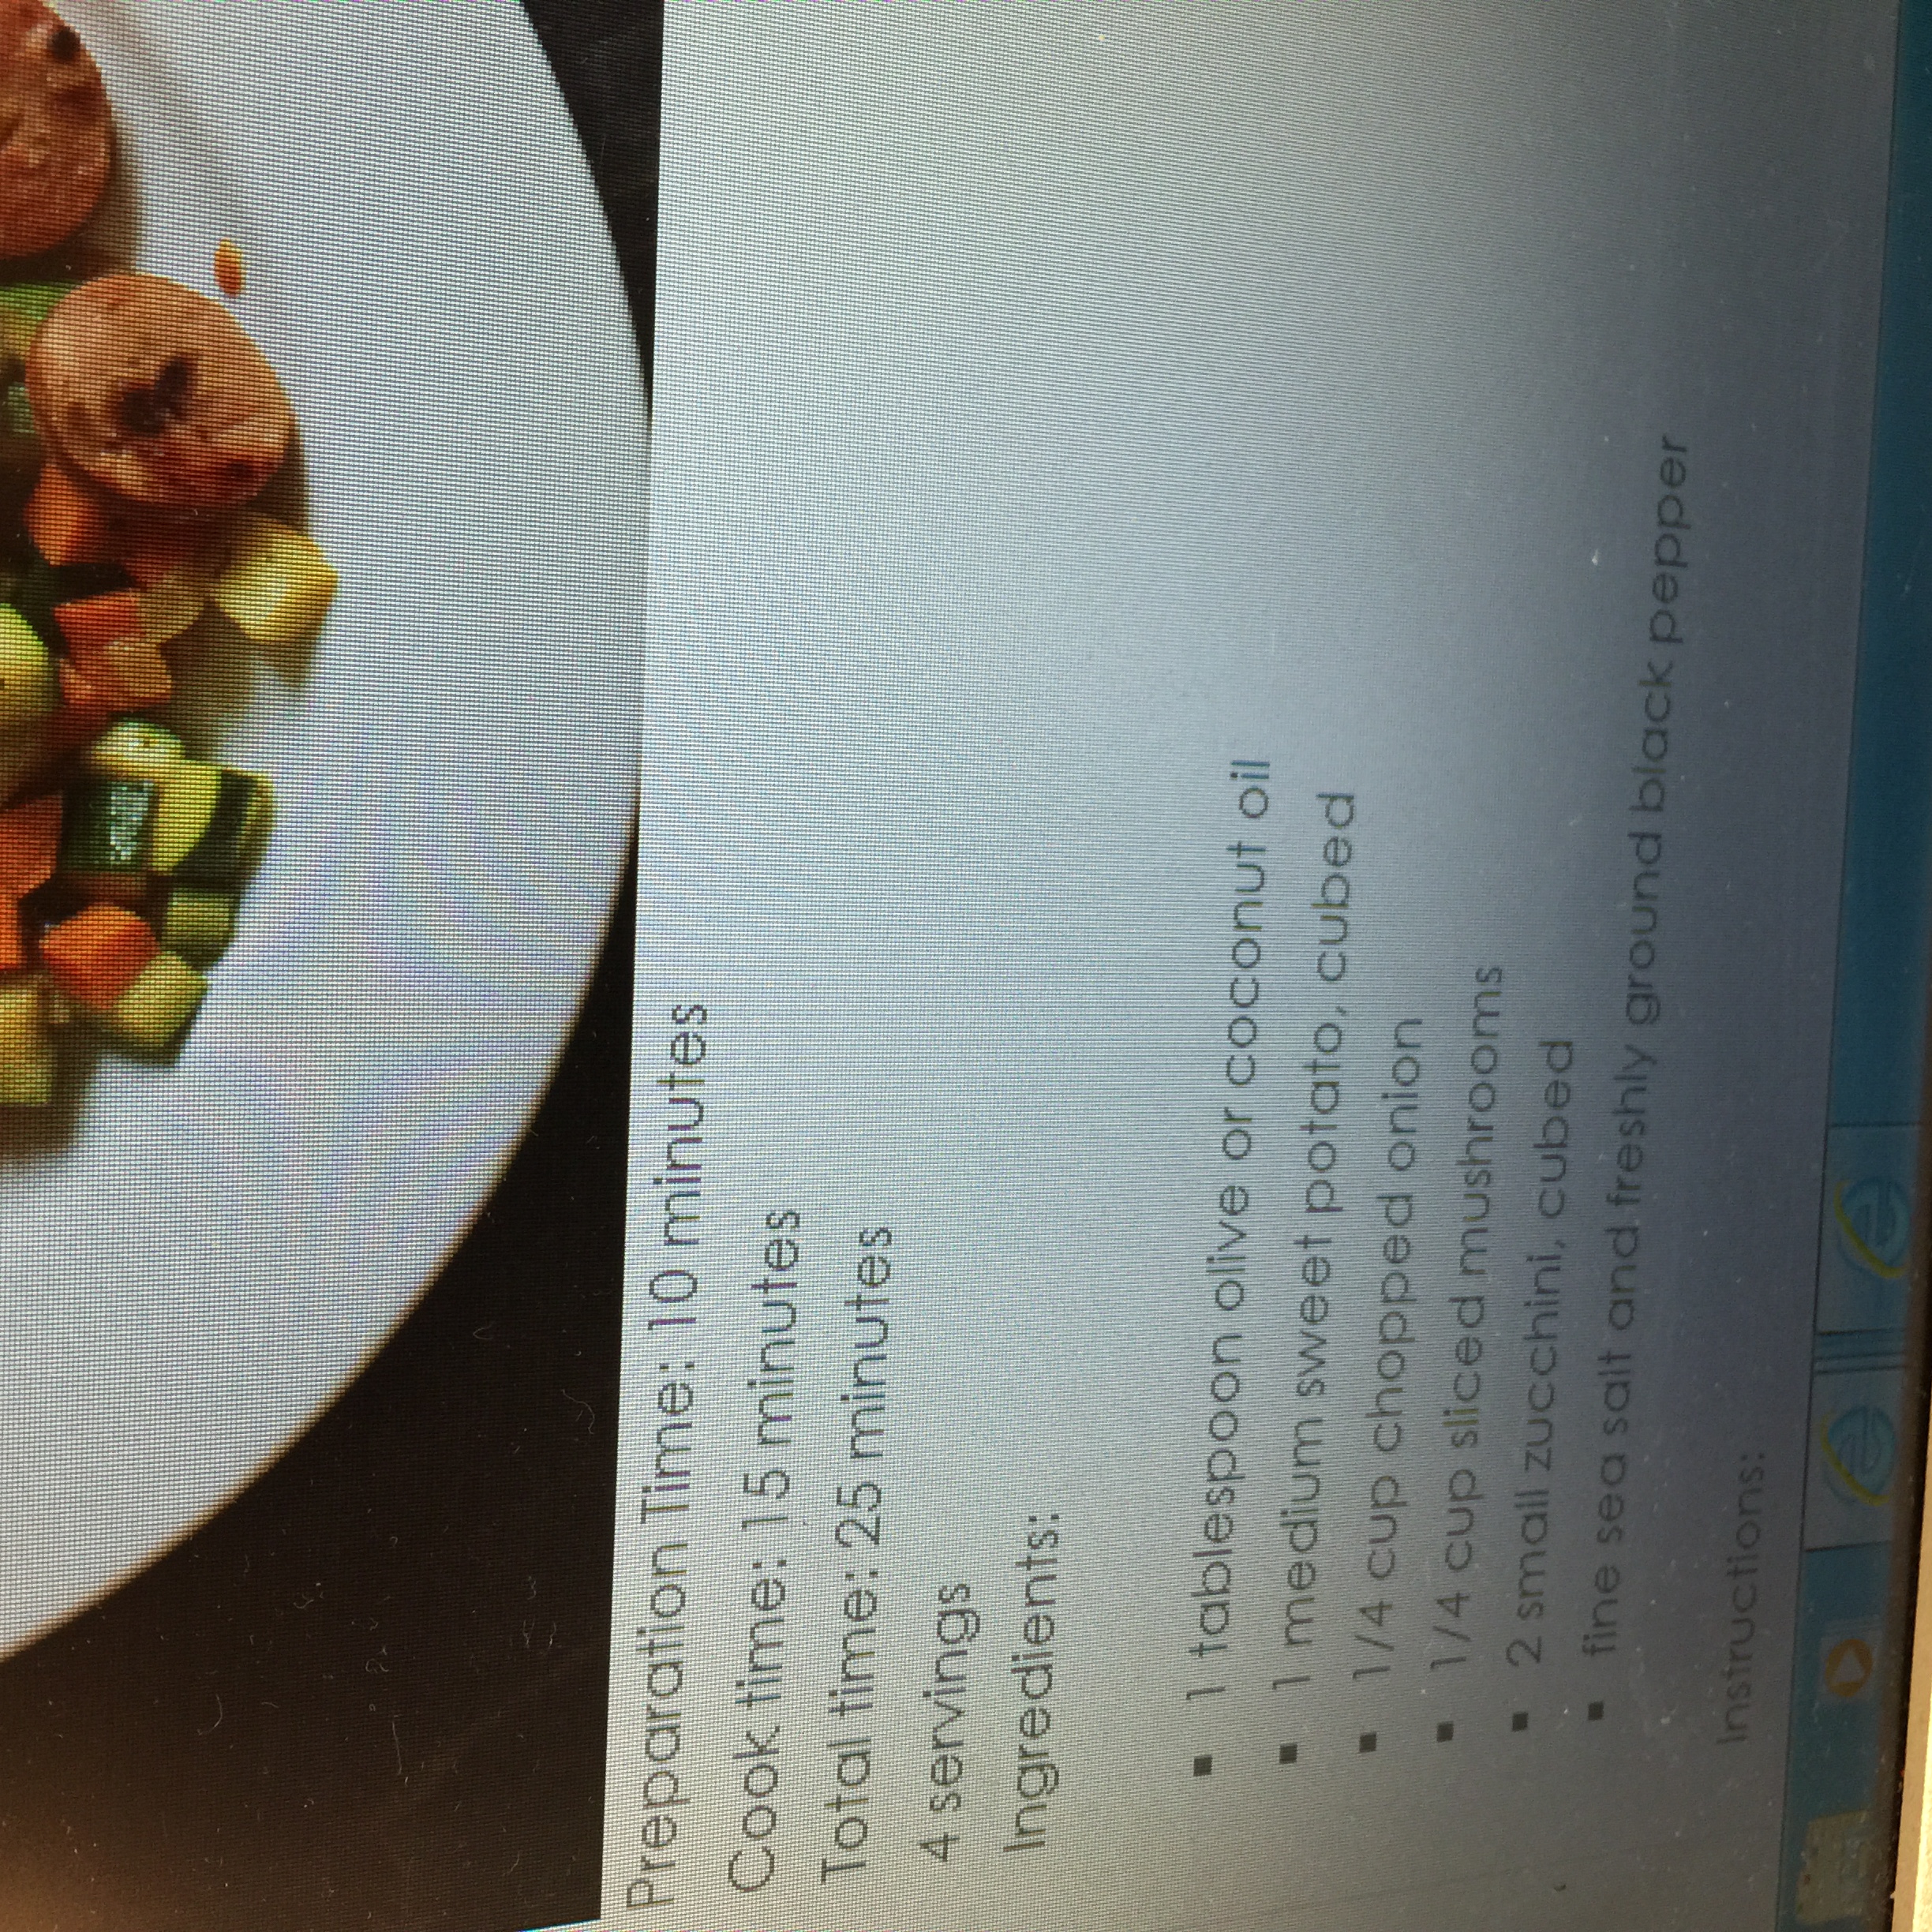 Preparation Time: 10 minutes
Cook time: 15 minutes
Total time: 25 minutes
4 servings
Ingredients:
▪ 1 tablespoon olive or coconut oil
▪ 1 medium sweet potato, cubed
▪ 1/4 cup chopped onion
▪ 1/4 cup sliced mushrooms
▪ 2 small zucchini, cubed
▪ fine sea salt and freshly ground black pepper
Instructions: